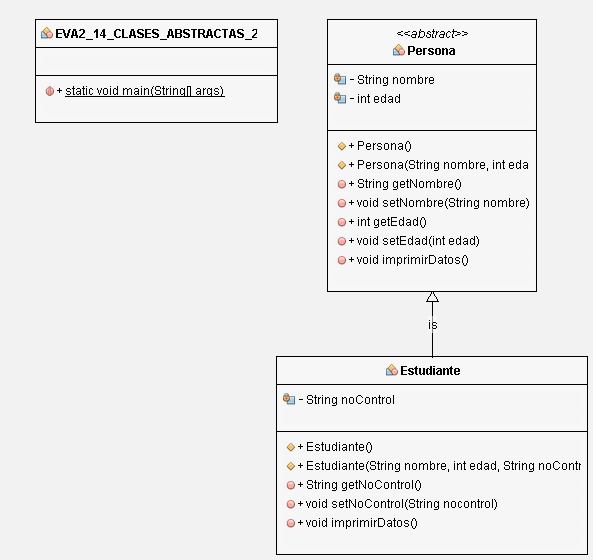 EVA2_14_CLASES_ABSTRACTAS_2
+ static void main(String[] args)
<<abstract>>
Persona
- String nombre
- int edad
+ Persona()
+ Persona(String nombre, int eda
+ String getNombre()
+ void setNombre(String nombre)
+ int getEdad()
+ void setEdad(int edad)
+ void imprimirDatos()
is
Estudiante
- String noControl
+ Estudiante()
+ Estudiante(String nombre, int edad, String noContr
+ String getNoControl()
+ void setNoControl(String nocontrol)
+ void imprimirDatos()